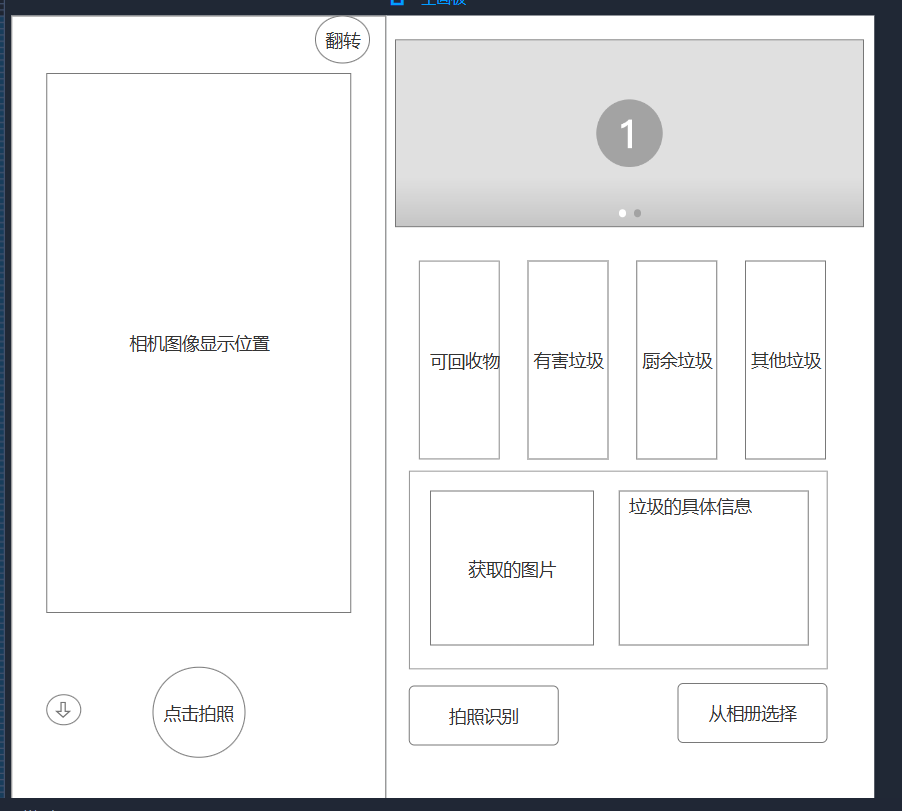 翻转
相机图像显示位置
点击拍照
1
可回收物
有害垃圾
厨余垃圾
其他垃圾
获取的图片
垃圾的具体信息
拍照识别
从相册选择